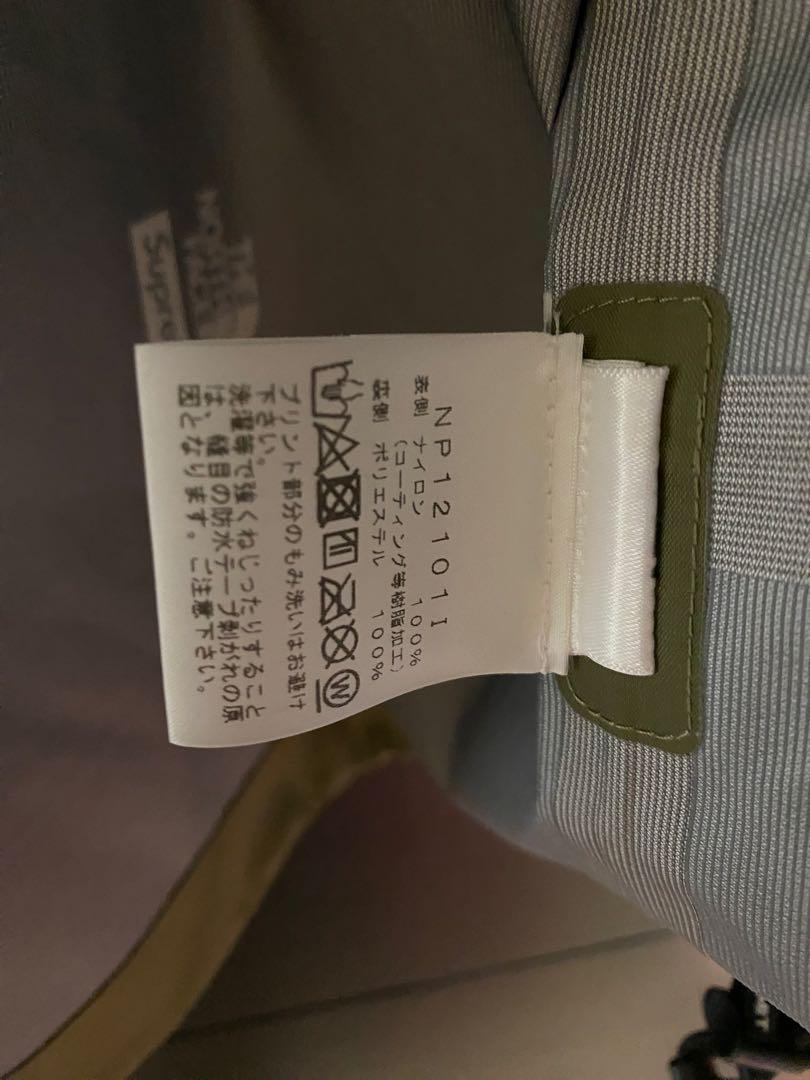 NP12101I
表側 ナイロン 100%
(コーティング等樹脂加工)
裏側 ポリエステル 100%
W
プリント部分のもみ洗いはお避け
下さい。
洗濯等で強くねじったりすること
は、縫目の防水テープ剥がれの原
因となります。ご注意下さい。
THE
NORTH
FACE
Supre